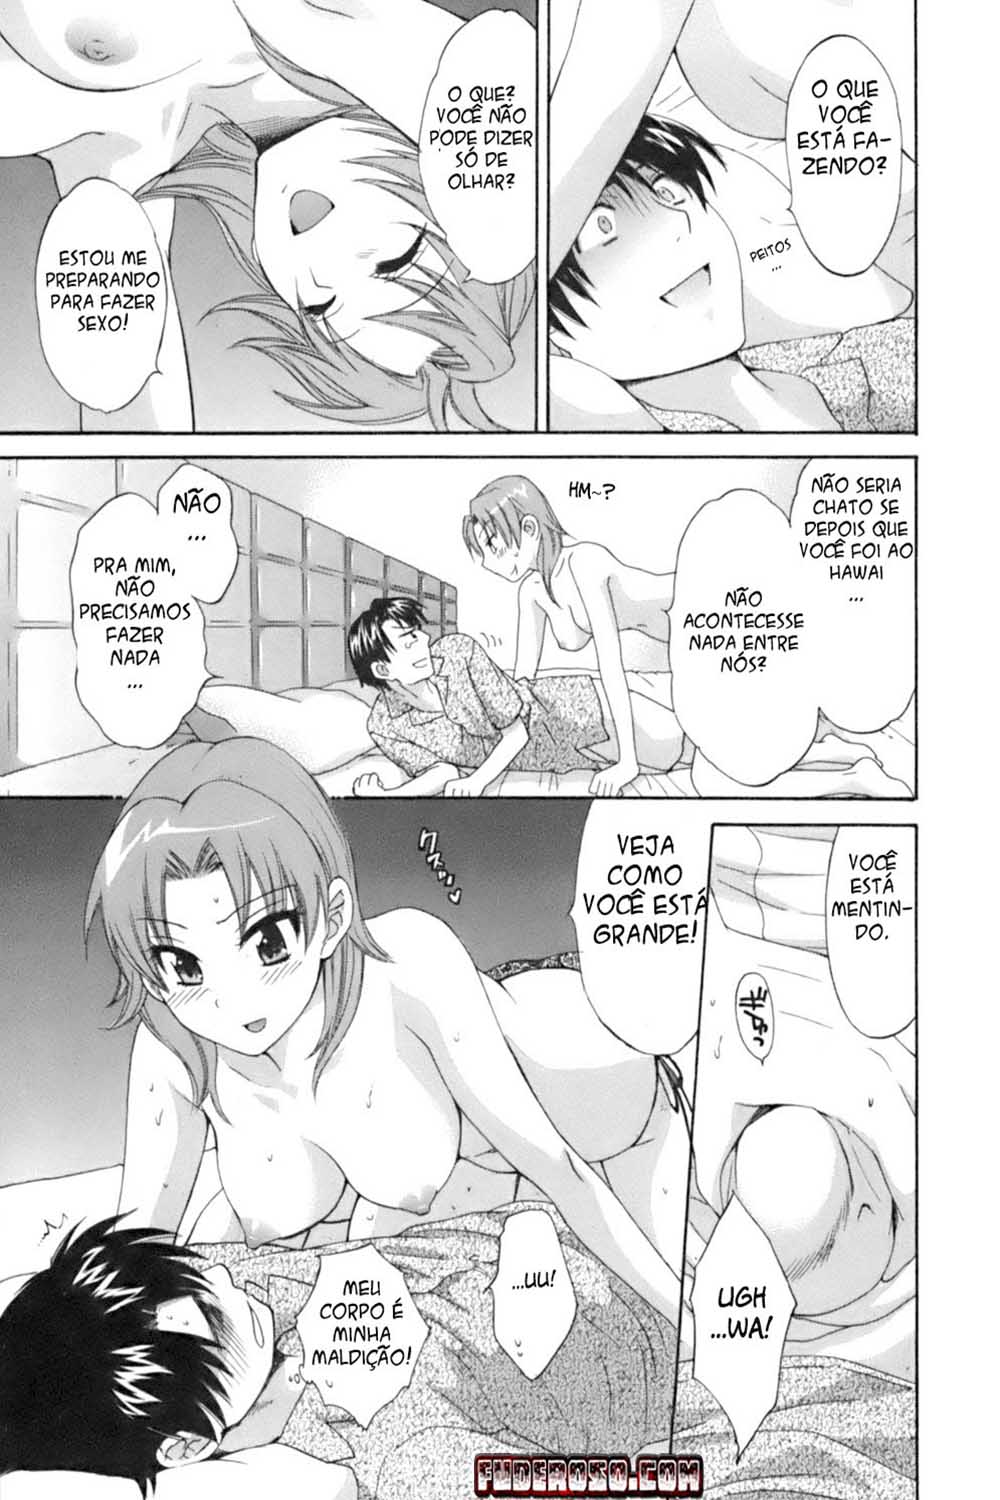 O QUE
VOCÊ
ESTÁ FA-
ZENDO?
PEITOS
...
O QUE?
VOCÊ NÃO
PODE DIZER
SÓ DE
OLHAR?
ESTOU ME
PREPARANDO
PARA FAZER
SEXO!
NÃO SERIA
CHATO SE
DEPOIS QUE
VOCÊ FOI AO
HAWAI
...
NÃO
ACONTECESSE
NADA ENTRE
NÓS?
HM~?
NÃO
...
PRA MIM,
NÃO
PRECISAMOS
FAZER
NADA
...
VOCÊ
ESTÁ
MENTIN-
DO.
VEJA
COMO
VOCÊ ESTÁ
GRANDE!
クスッ♥
UGH
...WA!
...UU!
MEU
CORPO É
MINHA
MALDIÇÃO!
FUDEROSO.COM